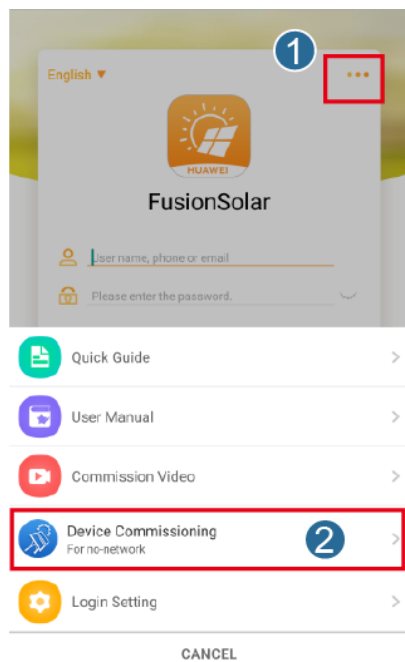 1
English ▼
HUAWEI
FusionSolar
User name, phone or email
Please enter the password.
Quick Guide
User Manual
Commission Video
Device Commissioning
For no-network
2
Login Setting
CANCEL